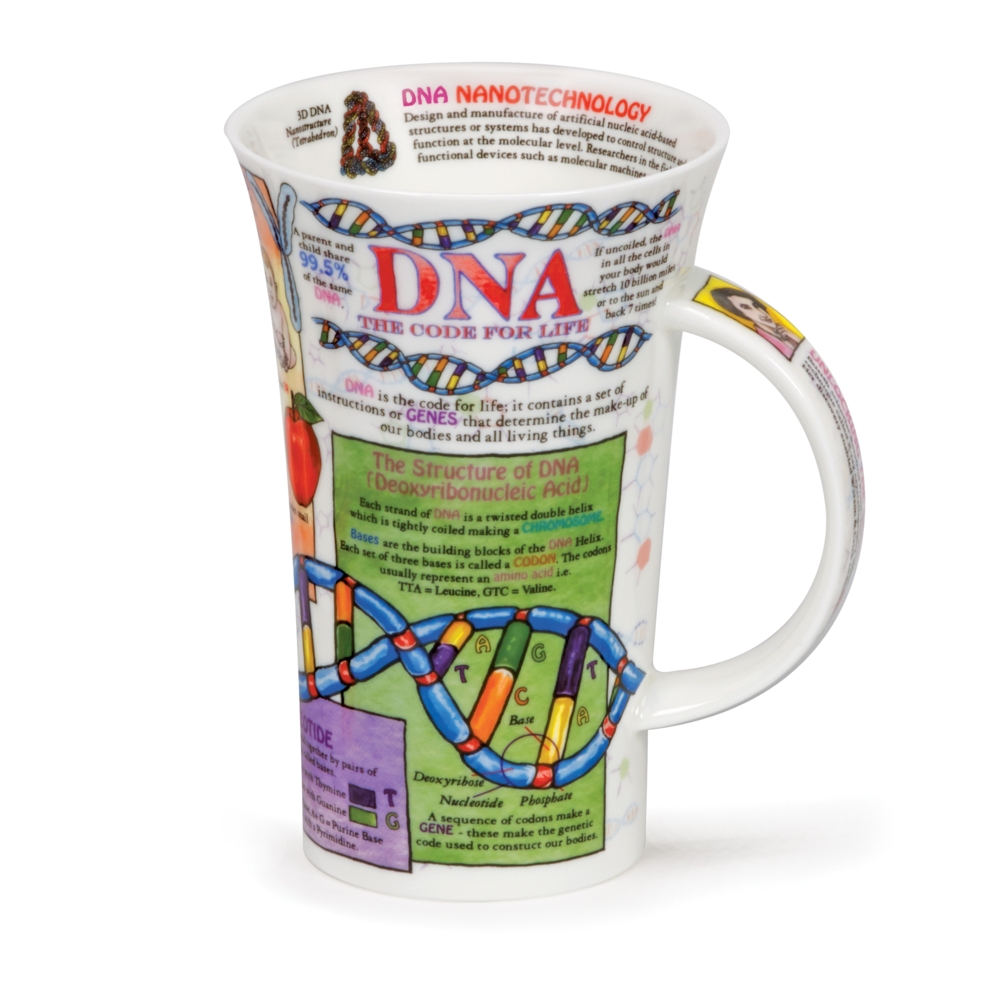 3D DNA
Nanostructure
(Tetrahedron)
DNA NANOTECHNOLOGY
Design and manufacture of artificial nucleic acid-based
structures or systems has developed to control structure
function at the molecular level. Researchers in the
functional devices such as molecular machine
A parent and
child share
99.5%
of the same
DNA.
DNA
THE CODE FOR LIFE
If uncoiled, the DNA
in all the cells in
your body would
stretch 10 billion miles
or to the sun and
back 7 times!
DNA is the code for life; it contains a set of
instructions or GENES that determine the make-up of
our bodies and all living things.
The Structure of DNA
(Deoxyribonucleic Acid)
Each strand of DNA is a twisted double helix
which is tightly coiled making a CHROMOSOME.
Bases are the building blocks of the DNA Helix.
Each set of three bases is called a CODON. The codons
usually represent an amino acid i.e.
TTA = Leucine, GTC = Valine.
A
T
G
C
T
A
Base
Deoxyribose
Nucleotide Phosphate
A sequence of codons make a
GENE - these make the genetic
code used to constuct our bodies.
OTIDE
together by pairs of
bases.
with Thymine T
with Guanine G
G = Purine Base
Pyrimidine.